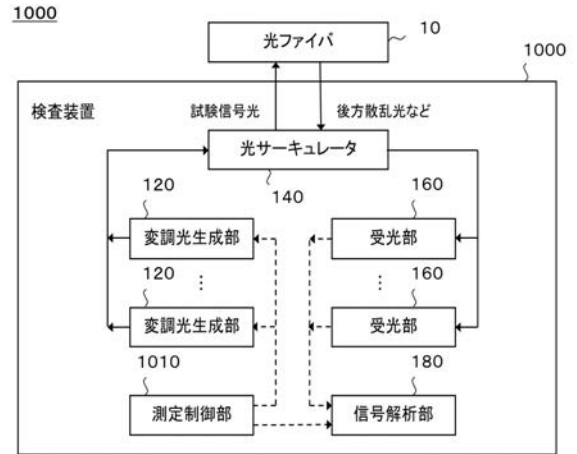 1000
光ファイバ
10
1000
検査装置
試験信号光
後方散乱光など
光サーキュレータ
140
120
160
変調光生成部
受光部
⋮
⋮
120
160
変調光生成部
受光部
1010
180
測定制御部
信号解析部